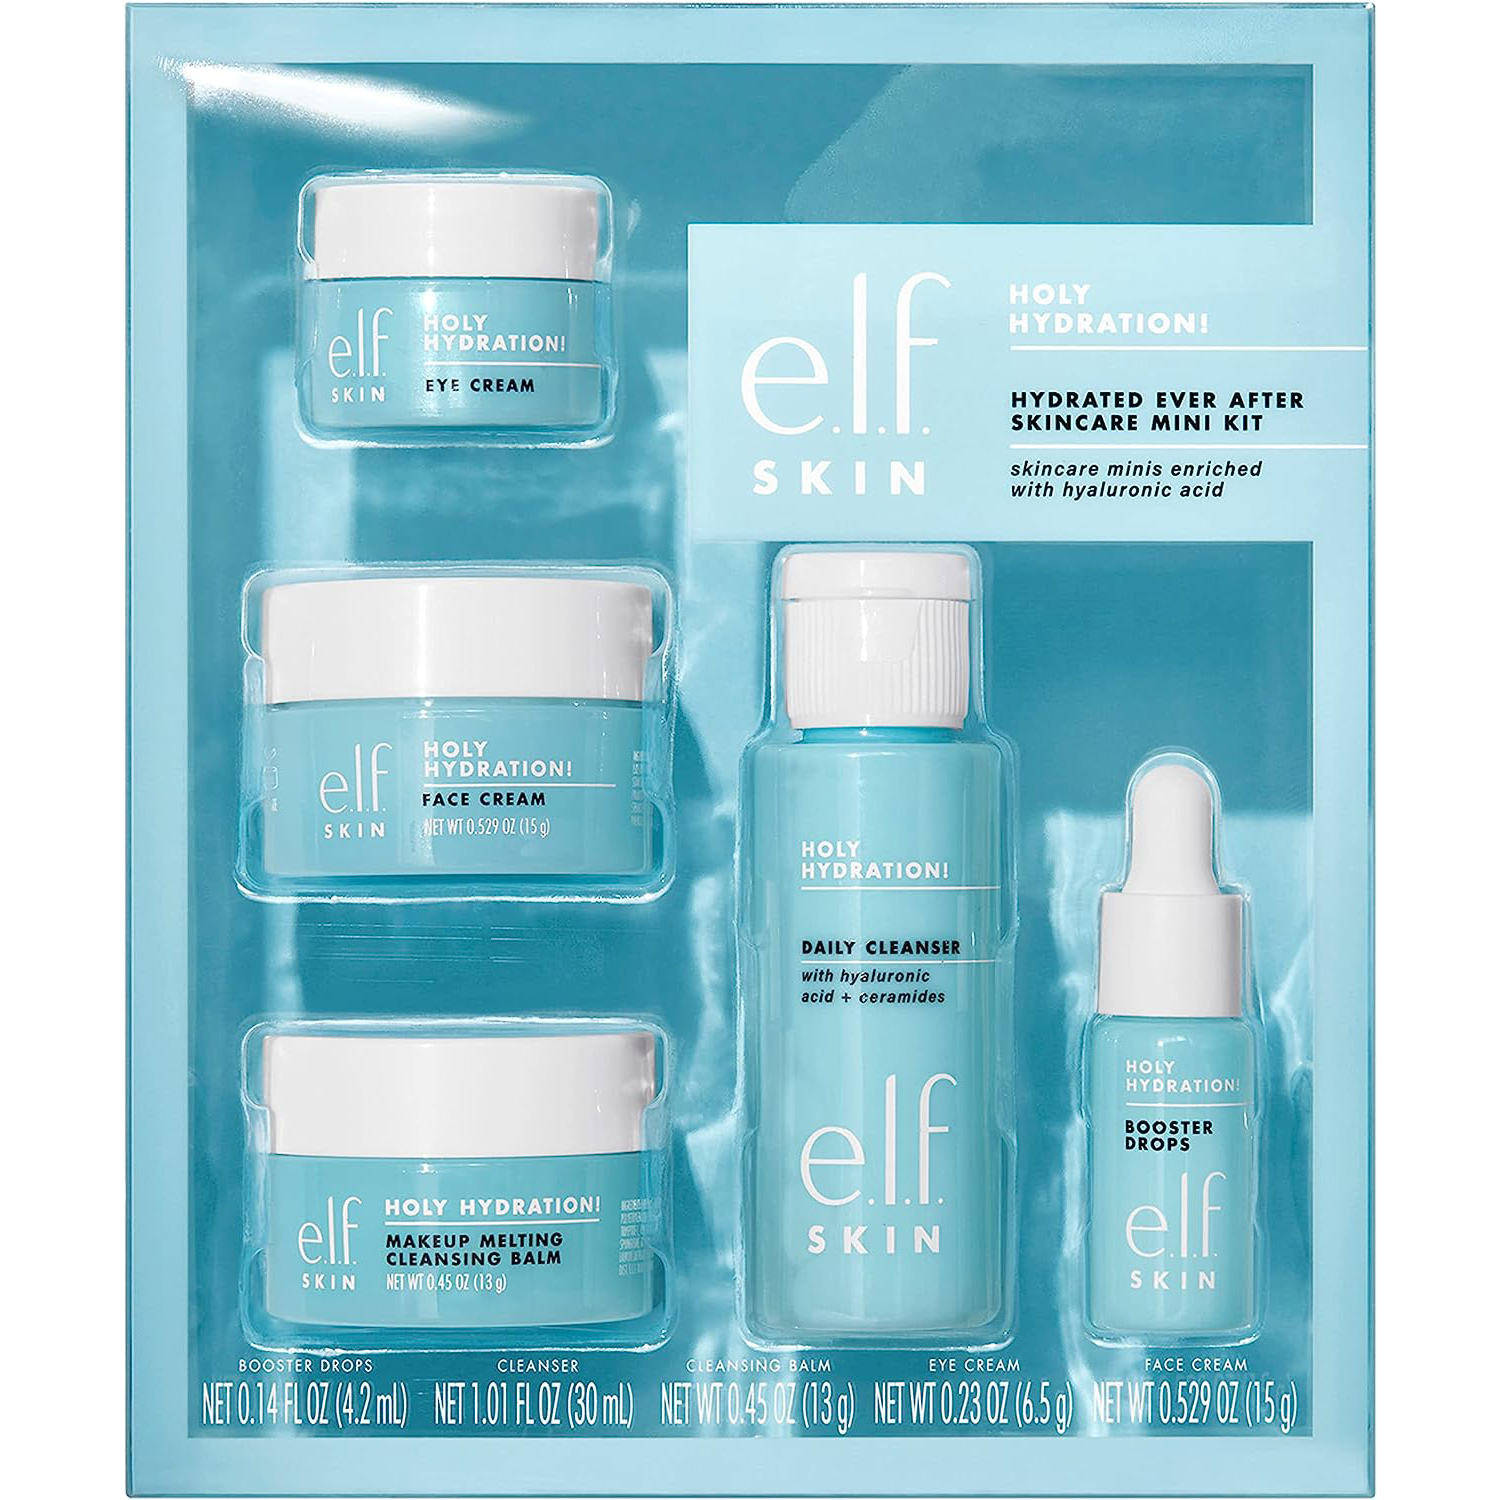 e.l.f.
SKIN
HOLY
HYDRATION!
EYE CREAM
e.l.f.
SKIN
HOLY
HYDRATION!
HYDRATED EVER AFTER
SKINCARE MINI KIT
skincare minis enriched
with hyaluronic acid
e.l.f.
SKIN
HOLY
HYDRATION!
FACE CREAM
NET WT 0.529 OZ (15 g)
HOLY
HYDRATION!
DAILY CLEANSER
with hyaluronic
acid + ceramides
e.l.f.
SKIN
HOLY
HYDRATION!
BOOSTER
DROPS
e.l.f.
SKIN
e.l.f.
SKIN
HOLY HYDRATION!
MAKEUP MELTING
CLEANSING BALM
NET WT 0.45 OZ (13 g)
BOOSTER DROPS
NET 0.14 FL OZ (4.2 mL)
CLEANSER
NET 1.01 FL OZ (30 mL)
CLEANSING BALM
NET WT 0.45 OZ (13 g)
EYE CREAM
NET WT 0.23 OZ (6.5 g)
FACE CREAM
NET WT 0.529 OZ (15 g)